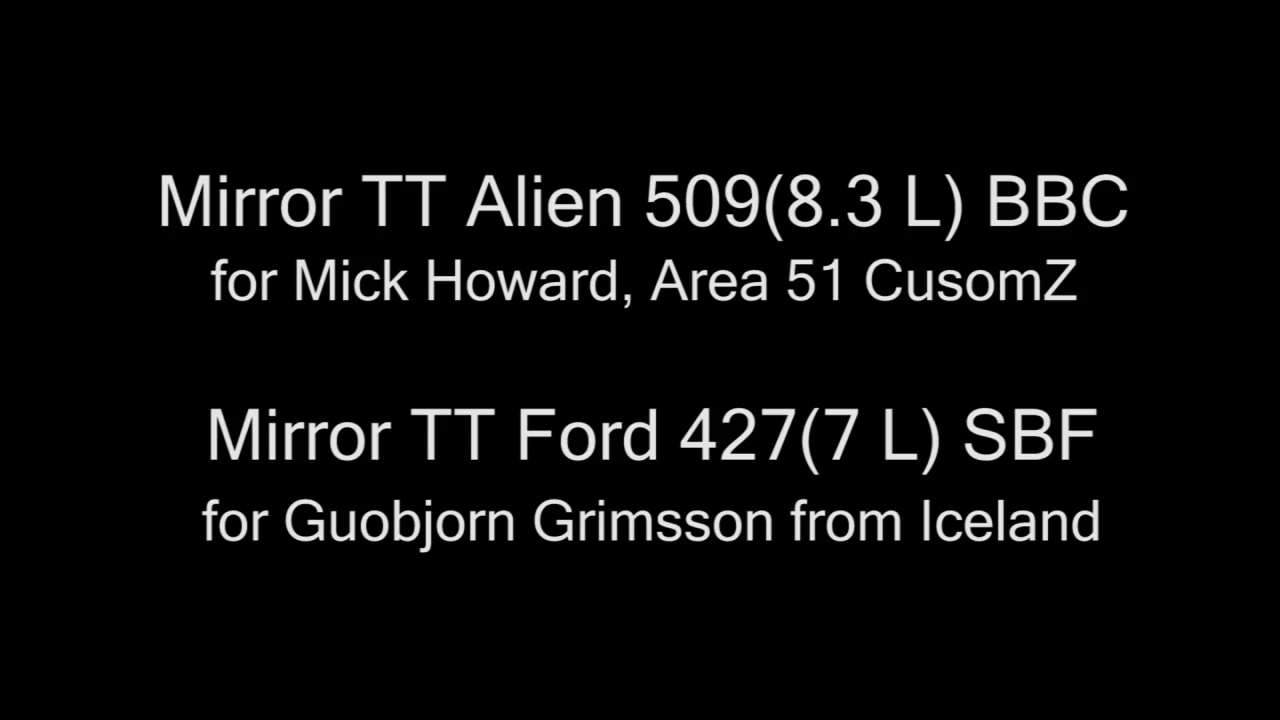 Mirror TT Alien 509(8.3 L) BBC
for Mick Howard, Area 51 CusomZ
Mirror TT Ford 427(7 L) SBF
for Guobjorn Grimsson from Iceland